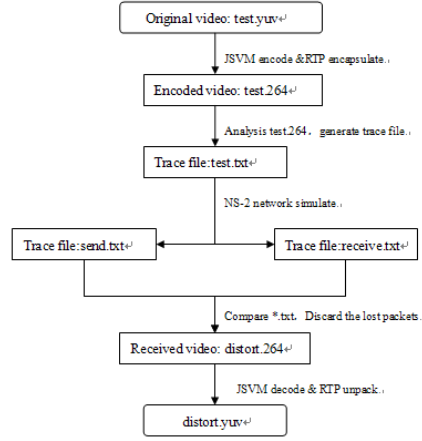 Original video: test.yuv↵
JSVM encode &RTP encapsulate.↓
Encoded video: test.264↵
Analysis test.264，generate trace file.↓
Trace file:test.txt↵
NS-2 network simulate.↓
Trace file:send.txt↵
Trace file:receive.txt↵
Compare *.txt，Discard the lost packets.
Received video: distort.264↵
JSVM decode & RTP unpack.↓
distort.yuv↵